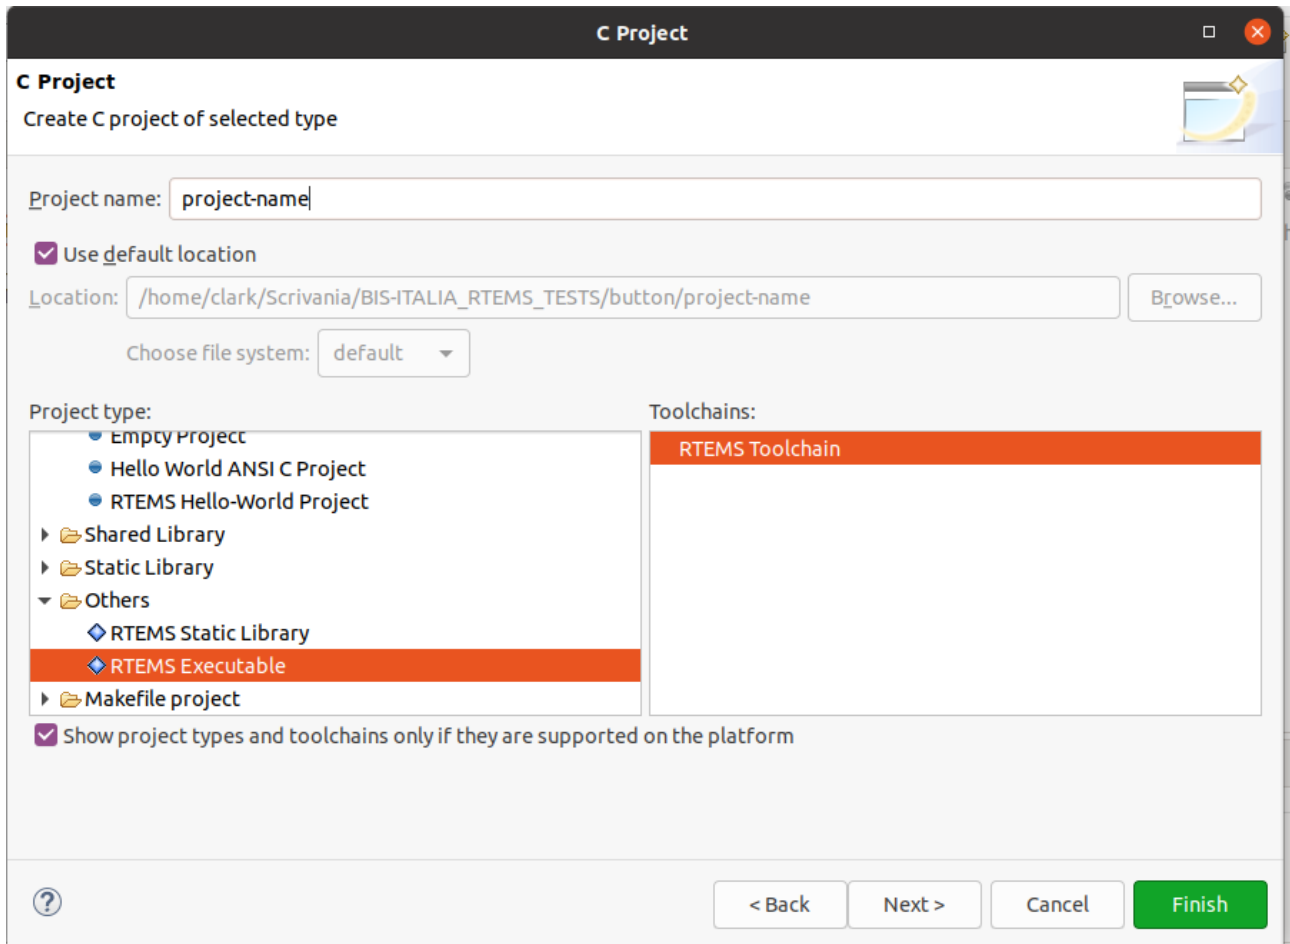 C Project
C Project
Create C project of selected type
Project name: project-name
Use default location
Location: /home/clark/Scrivania/BIS-ITALIA_RTEMS_TESTS/button/project-name Browse...
Choose file system: default
Project type: Toolchains:
Empty Project RTEMS Toolchain
Hello World ANSI C Project
RTEMS Hello-World Project
Shared Library
Static Library
Others
RTEMS Static Library
RTEMS Executable
Makefile project
Show project types and toolchains only if they are supported on the platform
? < Back Next > Cancel Finish